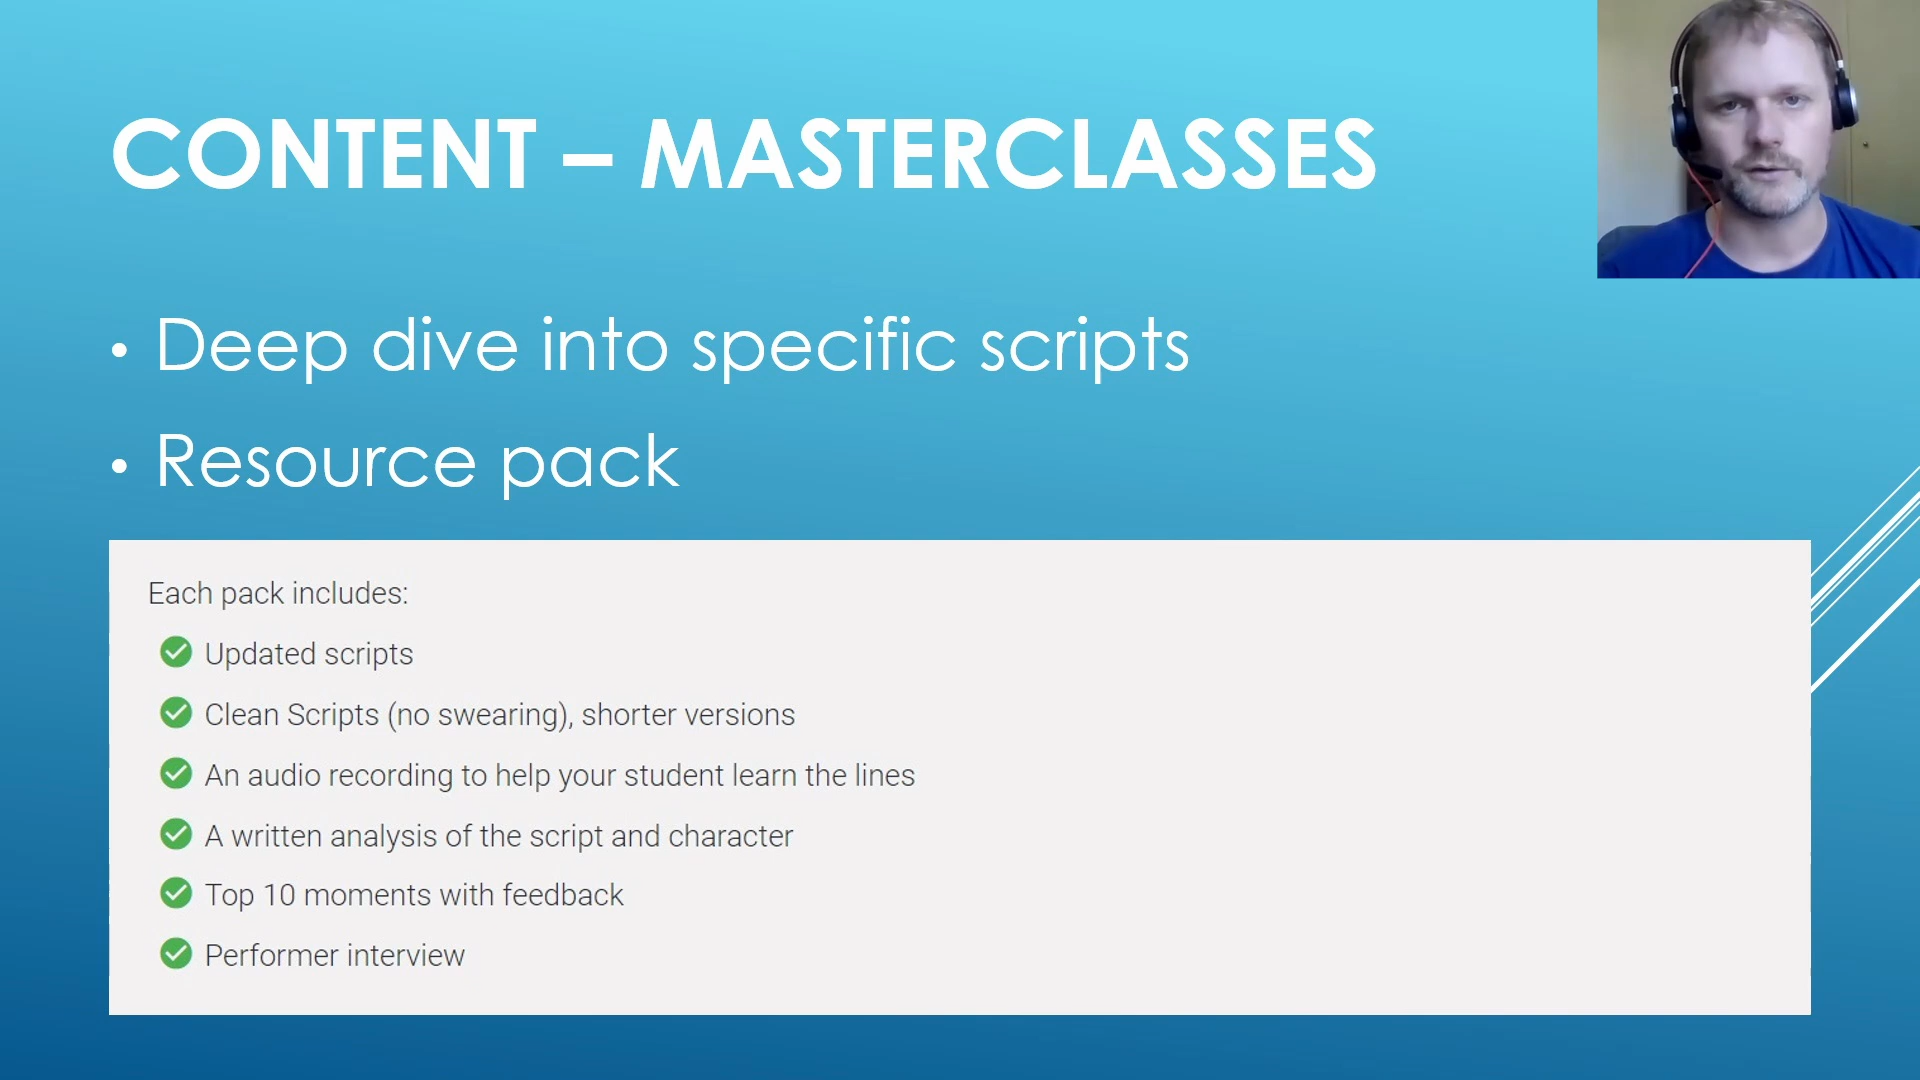 CONTENT – MASTERCLASSES
• Deep dive into specific scripts
• Resource pack
Each pack includes:
Updated scripts
Clean Scripts (no swearing), shorter versions
An audio recording to help your student learn the lines
A written analysis of the script and character
Top 10 moments with feedback
Performer interview